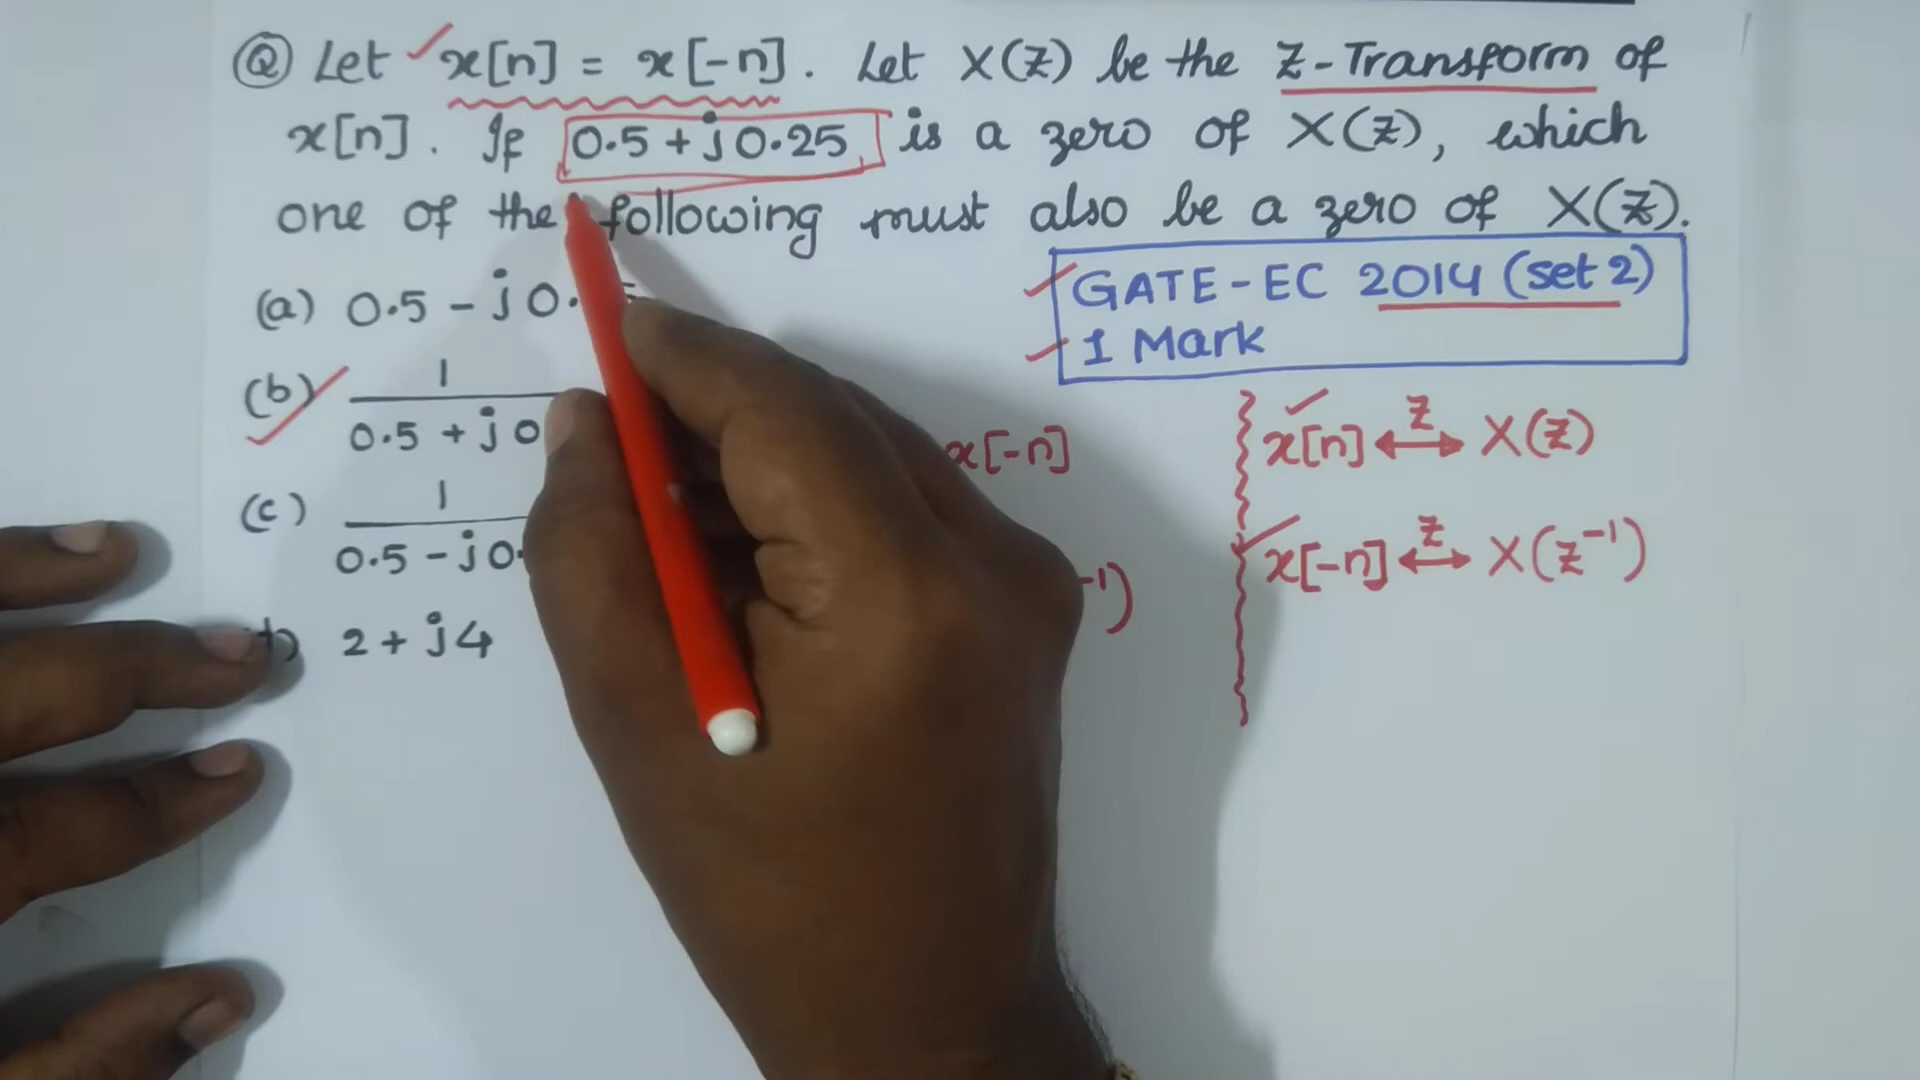 Q Let x[n] = x[-n]. Let X(Z) be the Z-Transform of
x[n]. If 0.5 + j0.25 is a zero of X(Z), which
one of the following must also be a zero of X(Z).
GATE-EC 2014 (set 2)
1 Mark
(a) 0.5 - j0.
(b) 1
0.5 + j0
(c) 1
0.5 - j0.
2 + j4
x[-n]
-1)
x[n] ⟷ X(Z)
Z
x[-n] ⟷ X(Z⁻¹)
Z